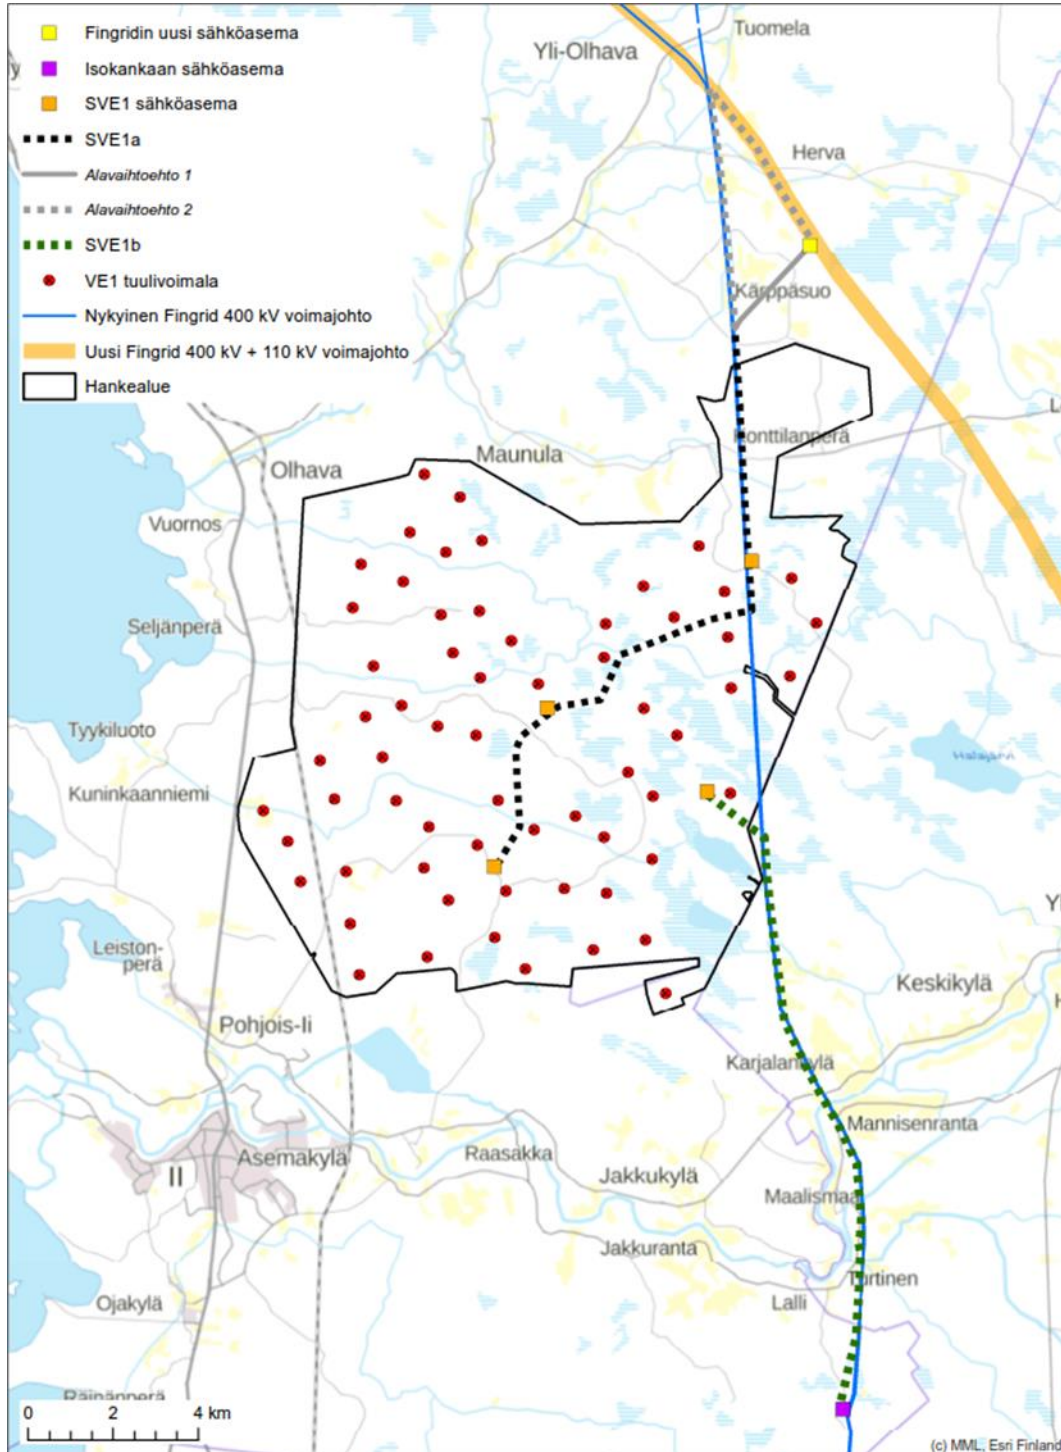 Fingridin uusi sähköasema
Isokankaan sähköasema
SVE1 sähköasema
SVE1a
Alavaihtoehto 1
Alavaihtoehto 2
SVE1b
VE1 tuulivoimala
Nykyinen Fingrid 400 kV voimajohto
Uusi Fingrid 400 kV + 110 kV voimajohto
Hankealue
Tuomela
Yli-Olhava
Herva
Kärppäsuo
Konttilanperä
Maunula
Olhava
Vuornos
Seljänperä
Tyykiluoto
Halajärvi
Kuninkaanniemi
Leiston-
perä
Keskikylä
Pohjois-Ii
Karjalankylä
Mannisenranta
Raasakka
Asemakylä
Jakkukylä
II
Maalismaa
Jakkuranta
Turtinen
Lalli
Ojakylä
Räinänperä
0 2 4 km
(c) MML, Esri Finland